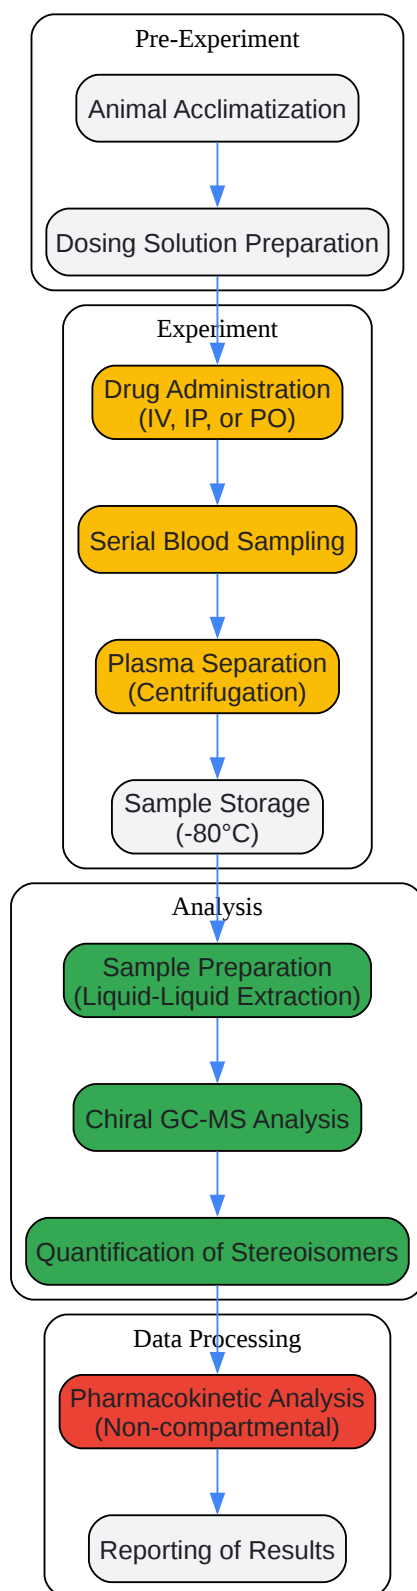 Pre-Experiment
Animal Acclimatization
Dosing Solution Preparation
Experiment
Drug Administration
(IV, IP, or PO)
Serial Blood Sampling
Plasma Separation
(Centrifugation)
Sample Storage
(-80°C)
Analysis
Sample Preparation
(Liquid-Liquid Extraction)
Chiral GC-MS Analysis
Quantification of Stereoisomers
Data Processing
Pharmacokinetic Analysis
(Non-compartmental)
Reporting of Results